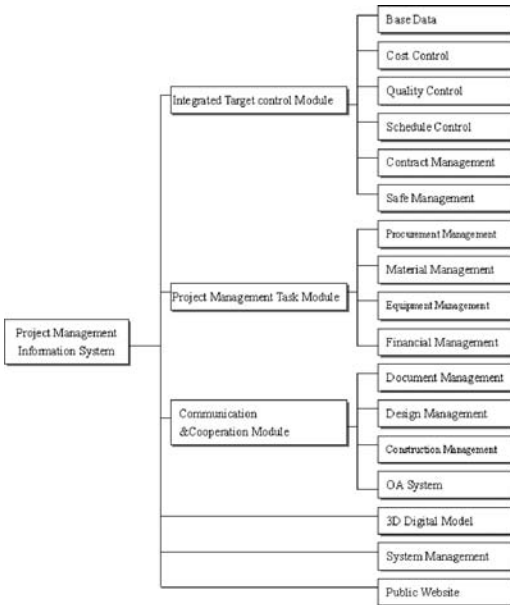 Base Data
Cost Control
Integrated Target control Module
Quality Control
Schedule Control
Contract Management
Safe Management
Procurement Management
Material Management
Project Management Task Module
Equipment Management
Financial Management
Project Management
Information System
Document Management
Communication
&Cooperation Module
Design Management
Construction Management
OA System
3D Digital Model
System Management
Public Website